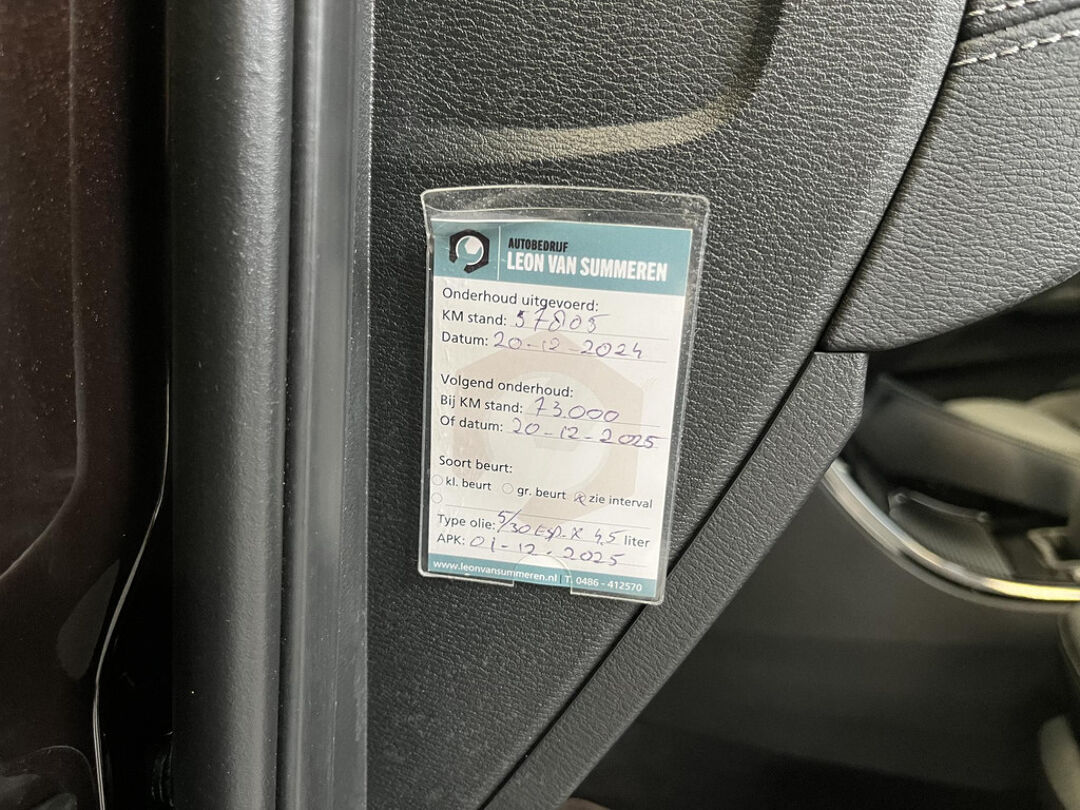 AUTOBEDRIJF
LEON VAN SUMMEREN
Onderhoud uitgevoerd:
KM stand: 57805
Datum: 20-12-2024
Volgend onderhoud:
Bij KM stand: 73.000
Of datum: 20-12-2025
Soort beurt:
kl. beurt gr. beurt zie interval
Type olie: 5/30 ESP. X 4,5 liter
APK: 01-12-2025
www.leonvansummeren.nl | T. 0486 - 412570